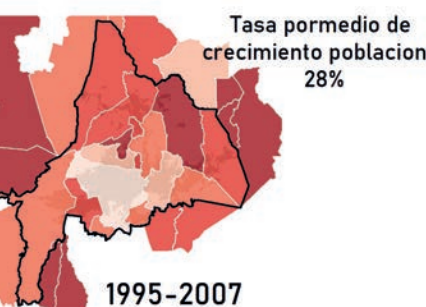 Tasa pormedio de
crecimiento poblacion
28%
1995-2007